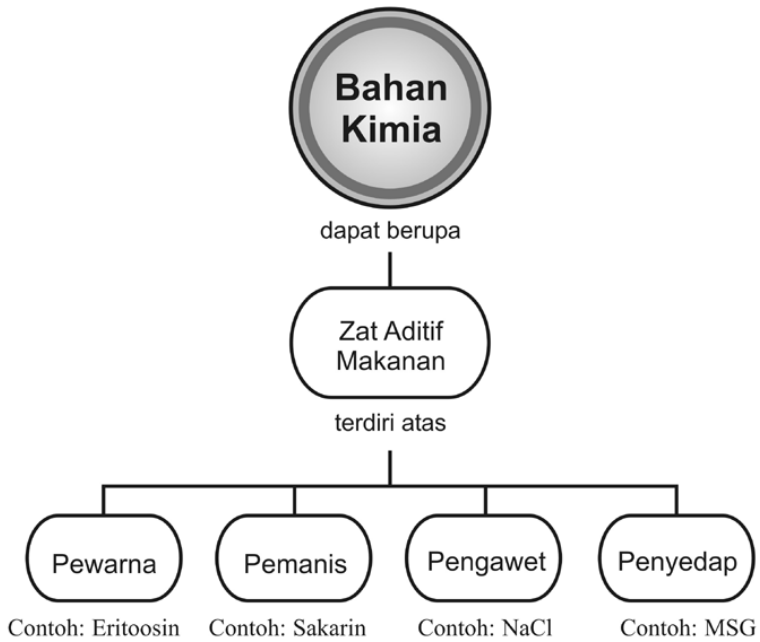 Bahan
Kimia
dapat berupa
Zat Aditif
Makanan
terdiri atas
Pewarna
Pemanis
Pengawet
Penyedap
Contoh: Eritoosin
Contoh: Sakarin
Contoh: NaCl
Contoh: MSG